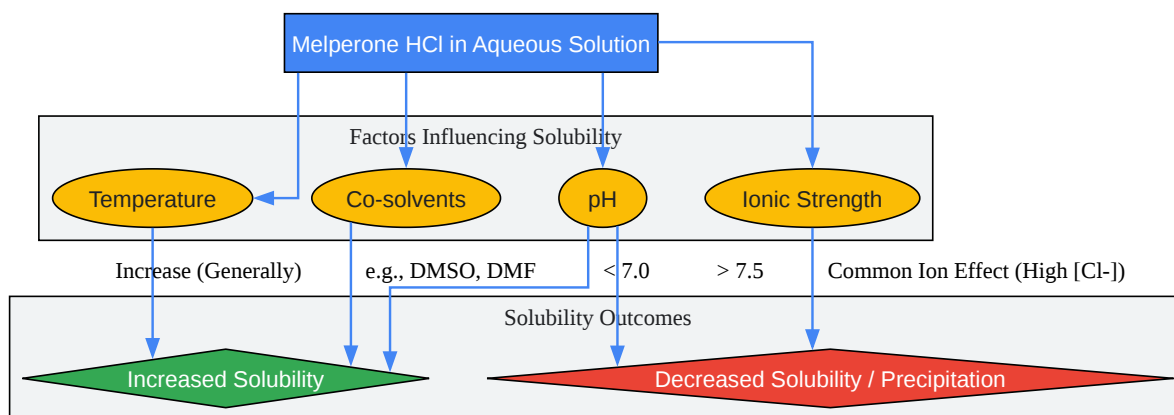 Melperone HCl in Aqueous Solution
Factors Influencing Solubility
Temperature
Co-solvents
pH
Ionic Strength
Increase (Generally)
e.g., DMSO, DMF
< 7.0
> 7.5
Common Ion Effect (High [Cl-])
Solubility Outcomes
Increased Solubility
Decreased Solubility / Precipitation